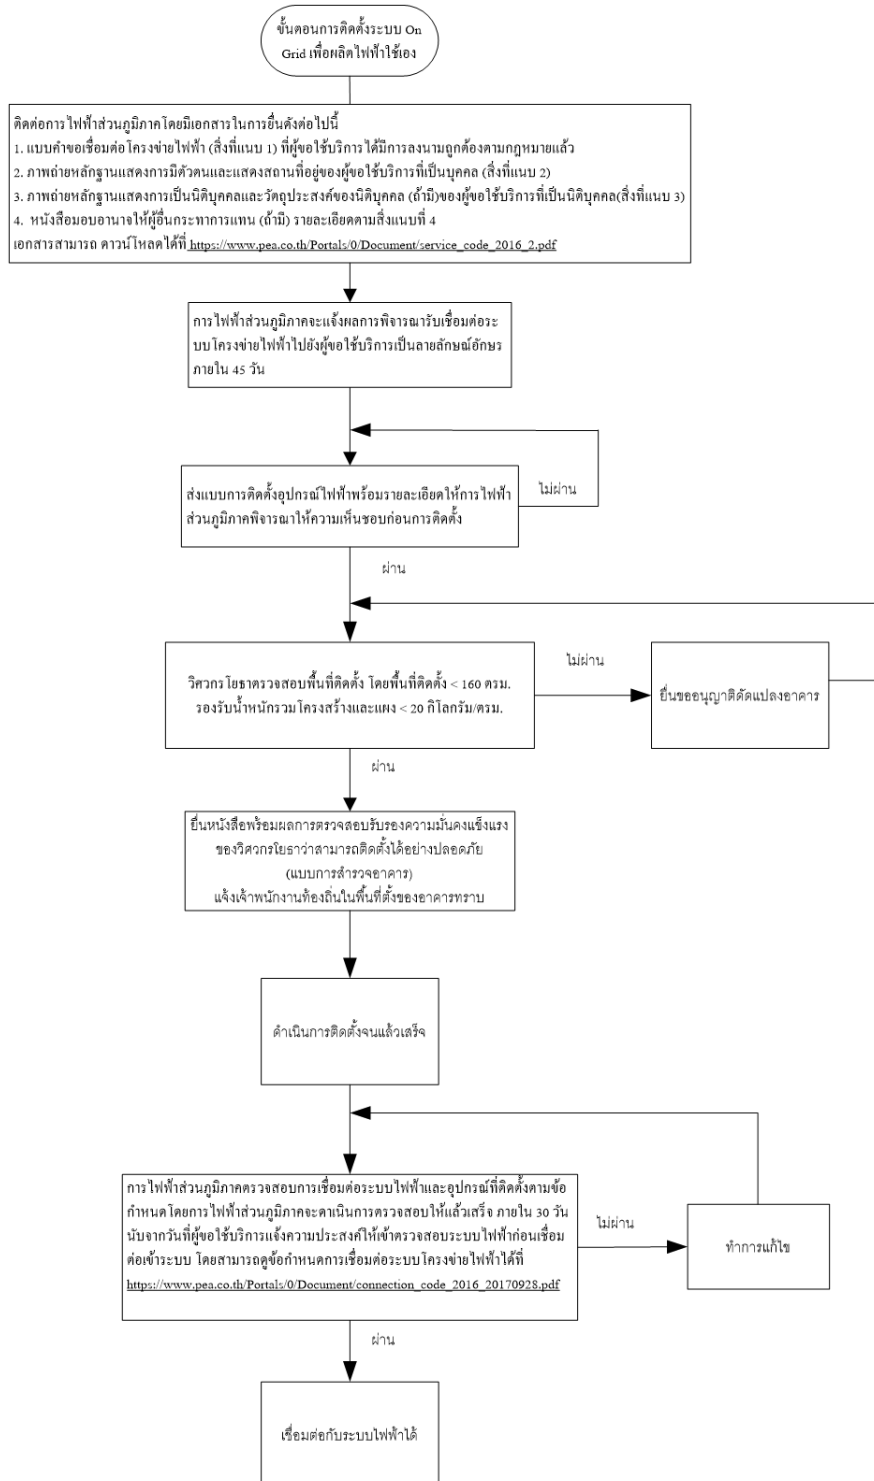 ขั้นตอนการติดตั้งระบบ On
Grid เพื่อผลิตไฟฟ้าใช้เอง
ติดต่อการไฟฟ้าส่วนภูมิภาคโดยมีเอกสารในการยื่นดังต่อไปนี้
1. แบบคำขอเชื่อมต่อโครงข่ายไฟฟ้า (สิ่งที่แนบ 1) ที่ผู้ขอใช้บริการได้มีการลงนามถูกต้องตามกฎหมายแล้ว
2. ภาพถ่ายหลักฐานแสดงการมีตัวตนและแสดงสถานที่อยู่ของผู้ขอใช้บริการที่เป็นบุคคล (สิ่งที่แนบ 2)
3. ภาพถ่ายหลักฐานแสดงการเป็นนิติบุคคลและวัตถุประสงค์ของนิติบุคคล (ถ้ามี)ของผู้ขอใช้บริการที่เป็นนิติบุคคล(สิ่งที่แนบ 3)
4. หนังสือมอบอานาจให้ผู้อื่นกระทาการแทน (ถ้ามี) รายละเอียดตามสิ่งแนบที่ 4
เอกสารสามารถ ดาวน์โหลดได้ที่ https://www.pea.co.th/Portals/0/Document/service_code_2016_2.pdf
การไฟฟ้าส่วนภูมิภาคจะแจ้งผลการพิจารณารับเชื่อมต่อระ
บบโครงข่ายไฟฟ้าไปยังผู้ขอใช้บริการเป็นลายลักษณ์อักษร
ภายใน 45 วัน
ส่งแบบการติดตั้งอุปกรณ์ไฟฟ้าพร้อมรายละเอียดให้การไฟฟ้า
ส่วนภูมิภาคพิจารณาให้ความเห็นชอบก่อนการติดตั้ง
ไม่ผ่าน
ผ่าน
วิศวกรโยธาตรวจสอบพื้นที่ติดตั้ง โดยพื้นที่ติดตั้ง < 160 ตรม.
รองรับน้ำหนักรวมโครงสร้างและแผง < 20 กิโลกรัม/ตรม.
ไม่ผ่าน
ยื่นขออนุญาติดัดแปลงอาคาร
ผ่าน
ยื่นหนังสือพร้อมผลการตรวจสอบรับรองความมั่นคงแข็งแรง
ของวิศวกรโยธาว่าสามารถติดตั้งได้อย่างปลอดภัย
(แบบการสำรวจอาคาร)
แจ้งเจ้าพนักงานท้องถิ่นในพื้นที่ตั้งของอาคารทราบ
ดำเนินการติดตั้งจนแล้วเสร็จ
การไฟฟ้าส่วนภูมิภาคตรวจสอบการเชื่อมต่อระบบไฟฟ้าและอุปกรณ์ที่ติดตั้งตามข้อ
กำหนดโดยการไฟฟ้าส่วนภูมิภาคจะดาเนินการตรวจสอบให้แล้วเสร็จ ภายใน 30 วัน
นับจากวันที่ผู้ขอใช้บริการแจ้งความประสงค์ให้เข้าตรวจสอบระบบไฟฟ้าก่อนเชื่อม
ต่อเข้าระบบ โดยสามารถดูข้อกำหนดการเชื่อมต่อระบบโครงข่ายไฟฟ้าได้ที่
https://www.pea.co.th/Portals/0/Document/connection_code_2016_20170928.pdf
ไม่ผ่าน
ทำการแก้ไข
ผ่าน
เชื่อมต่อกับระบบไฟฟ้าได้